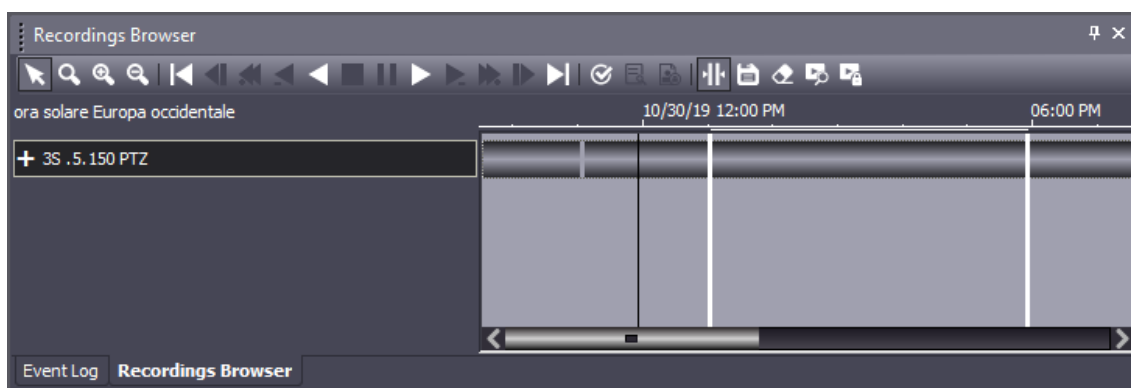 Recordings Browser
ora solare Europa occidentale
10/30/19 12:00 PM
06:00 PM
3S .5.150 PTZ
Event Log
Recordings Browser